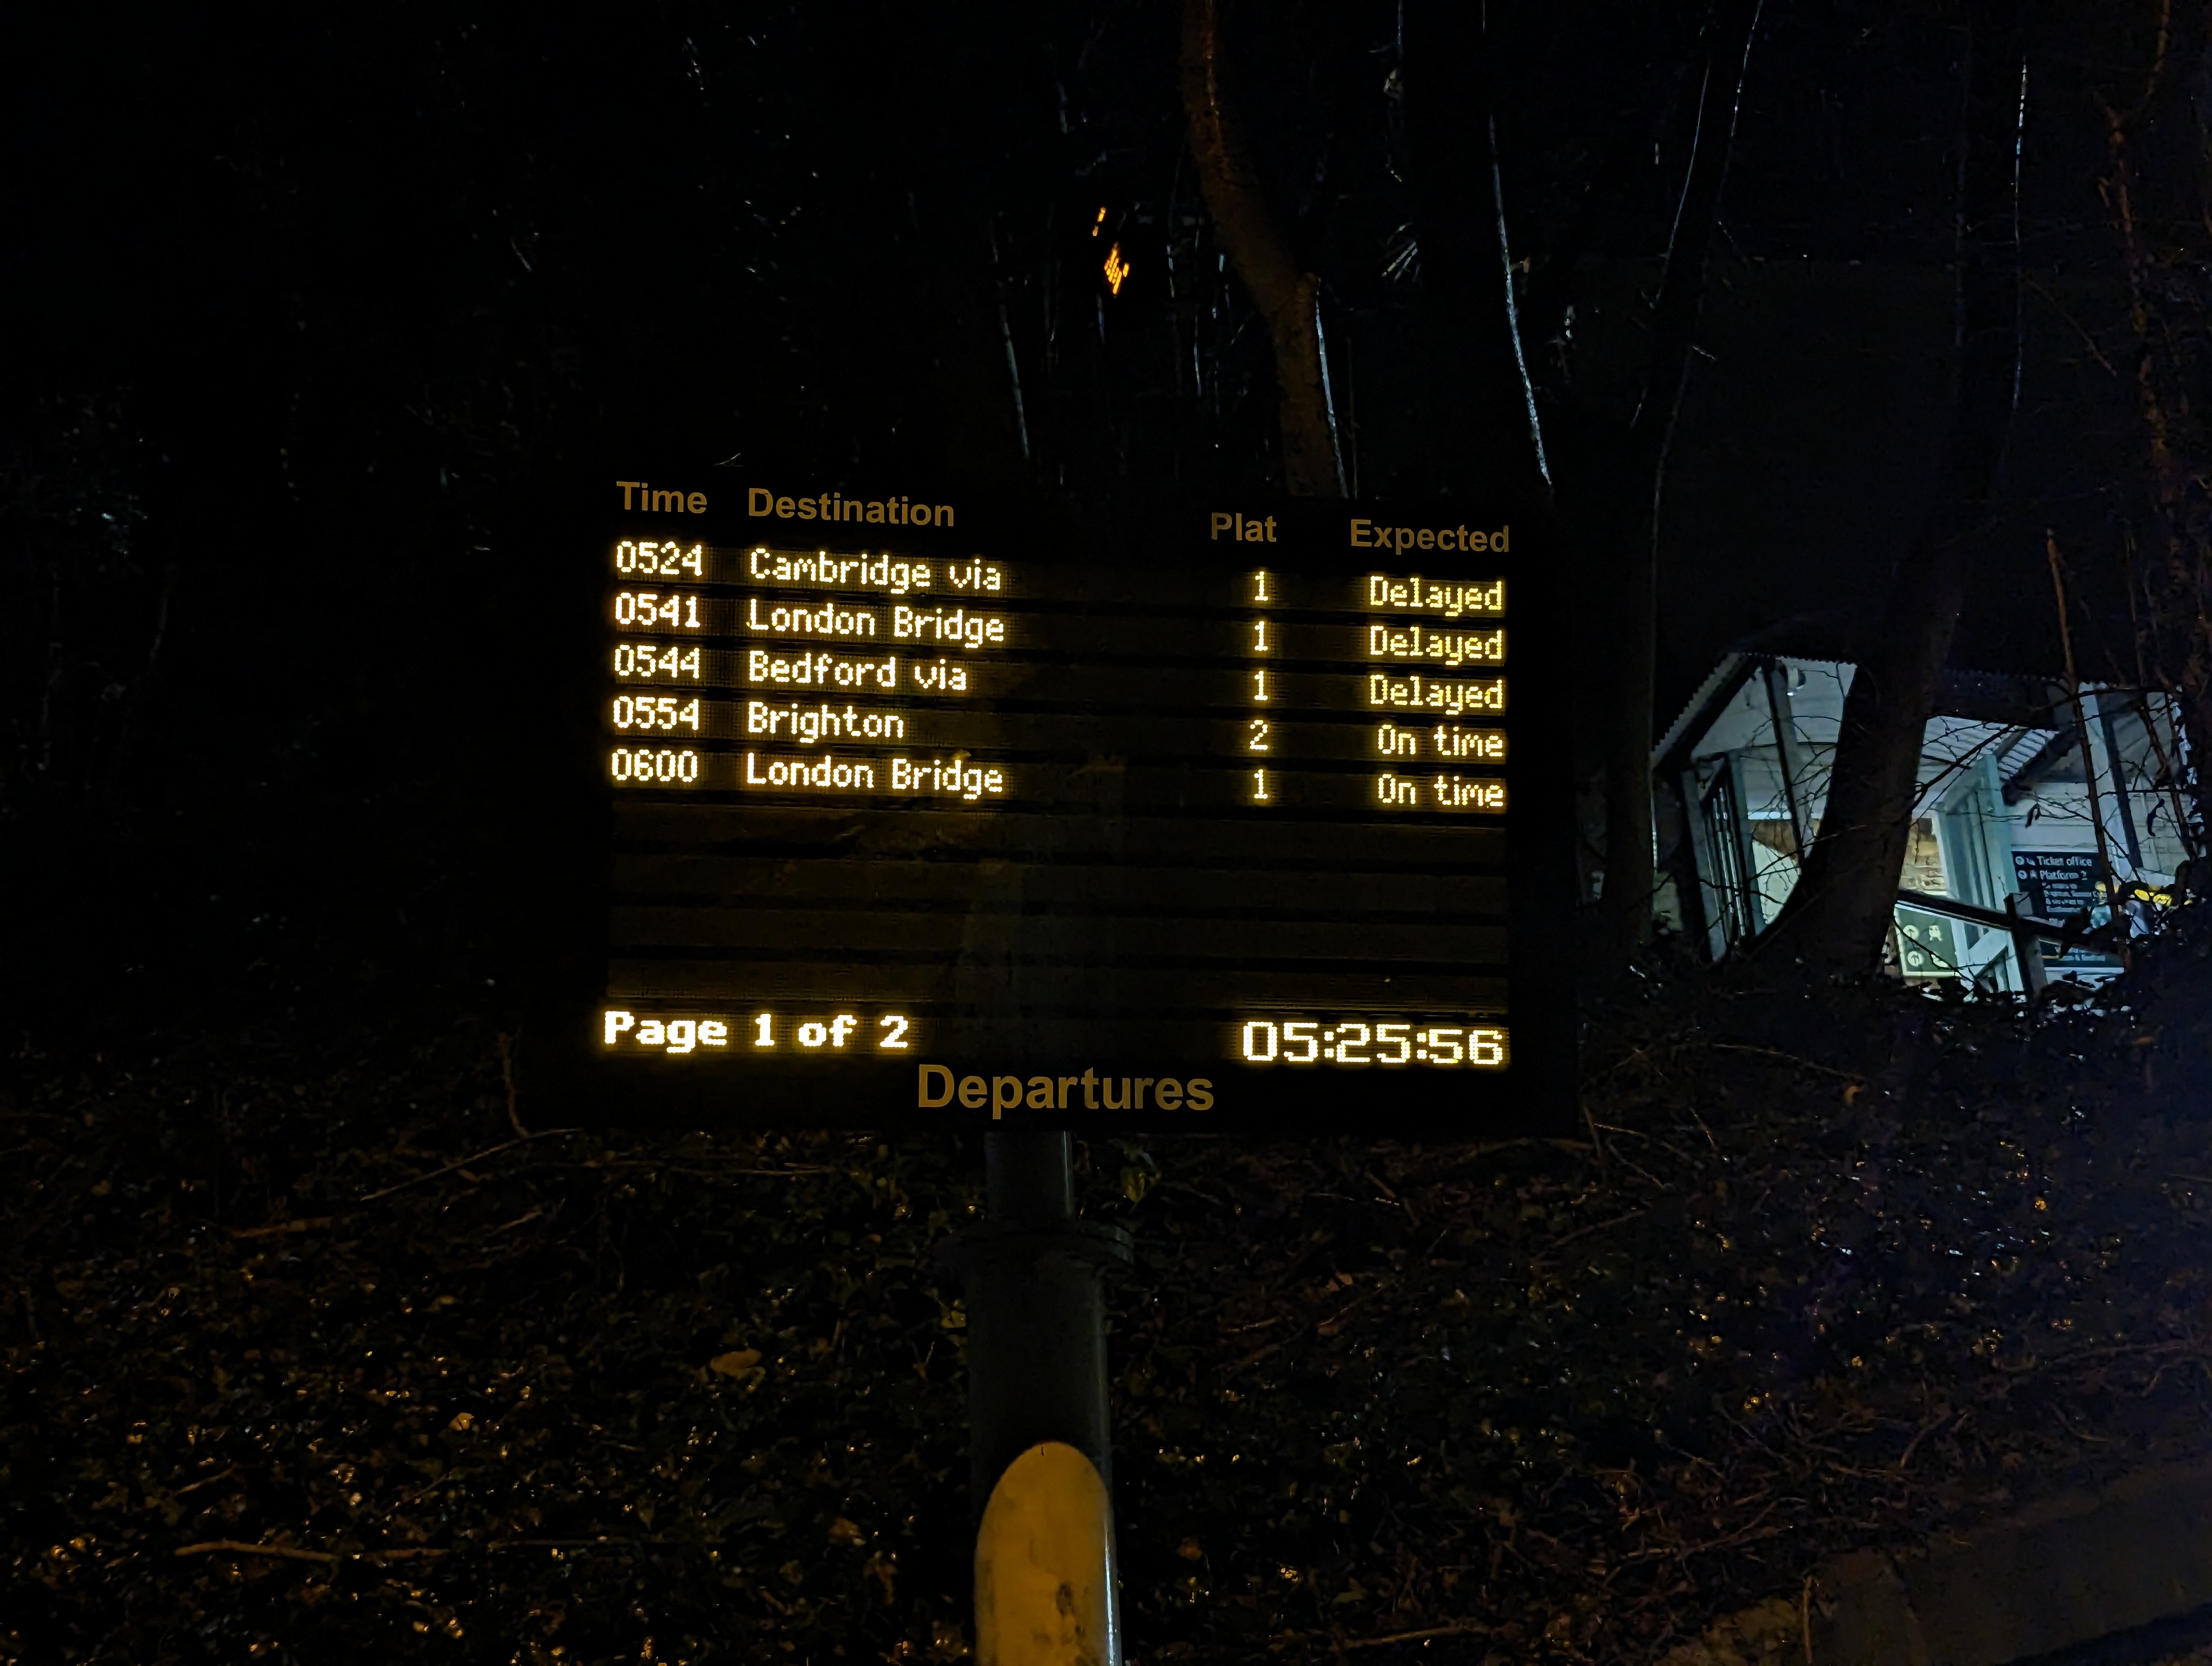 Time Destination Plat Expected
0524 Cambridge via 1 Delayed
0541 London Bridge 1 Delayed
0544 Bedford via 1 Delayed
0554 Brighton 2 On time
0600 London Bridge 1 On time
Page 1 of 2 05:25:56
Departures
Ticket office
Platform 2